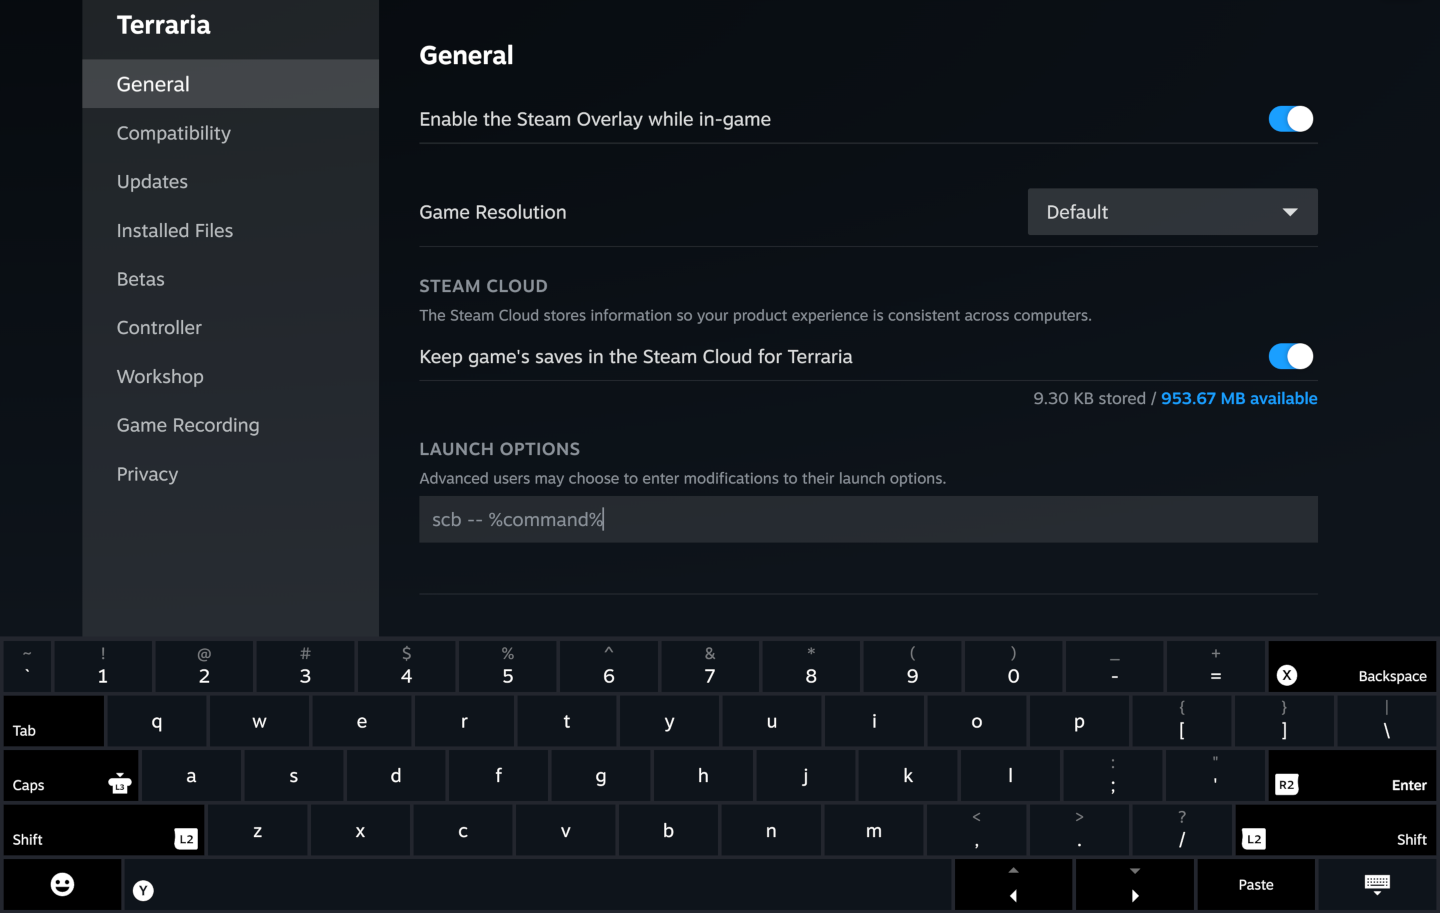 Terraria
General
Compatibility
Updates
Installed Files
Betas
Controller
Workshop
Game Recording
Privacy
General
Enable the Steam Overlay while in-game
Game Resolution
Default
STEAM CLOUD
The Steam Cloud stores information so your product experience is consistent across computers.
Keep game's saves in the Steam Cloud for Terraria
9.30 KB stored / 953.67 MB available
LAUNCH OPTIONS
Advanced users may choose to enter modifications to their launch options.
scb -- %command%
~ ! @ # $ % ^ & * ( ) _ +
` 1 2 3 4 5 6 7 8 9 0 - = X Backspace
{ } |
Tab q w e r t y u i o p [ ] \
: "
Caps L3 a s d f g h j k l ; ' R2 Enter
< > ?
Shift L2 z x c v b n m , . / L2 Shift
Y Paste